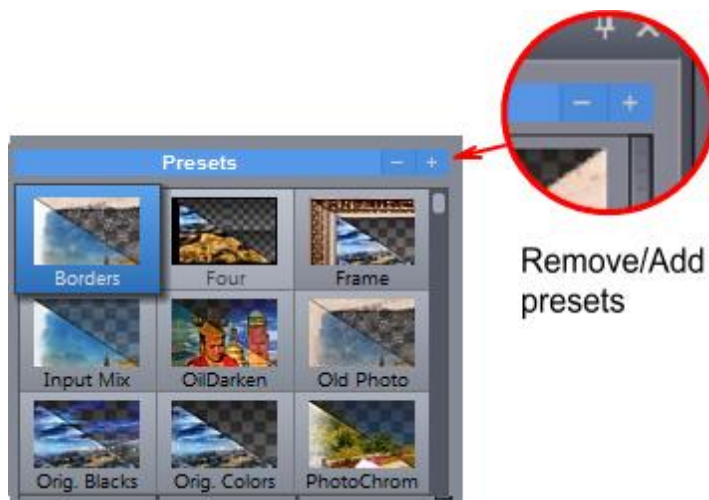 Presets − +
− +
Borders Four Frame
Input Mix OilDarken Old Photo
Orig. Blacks Orig. Colors PhotoChrom
Remove/Add
presets